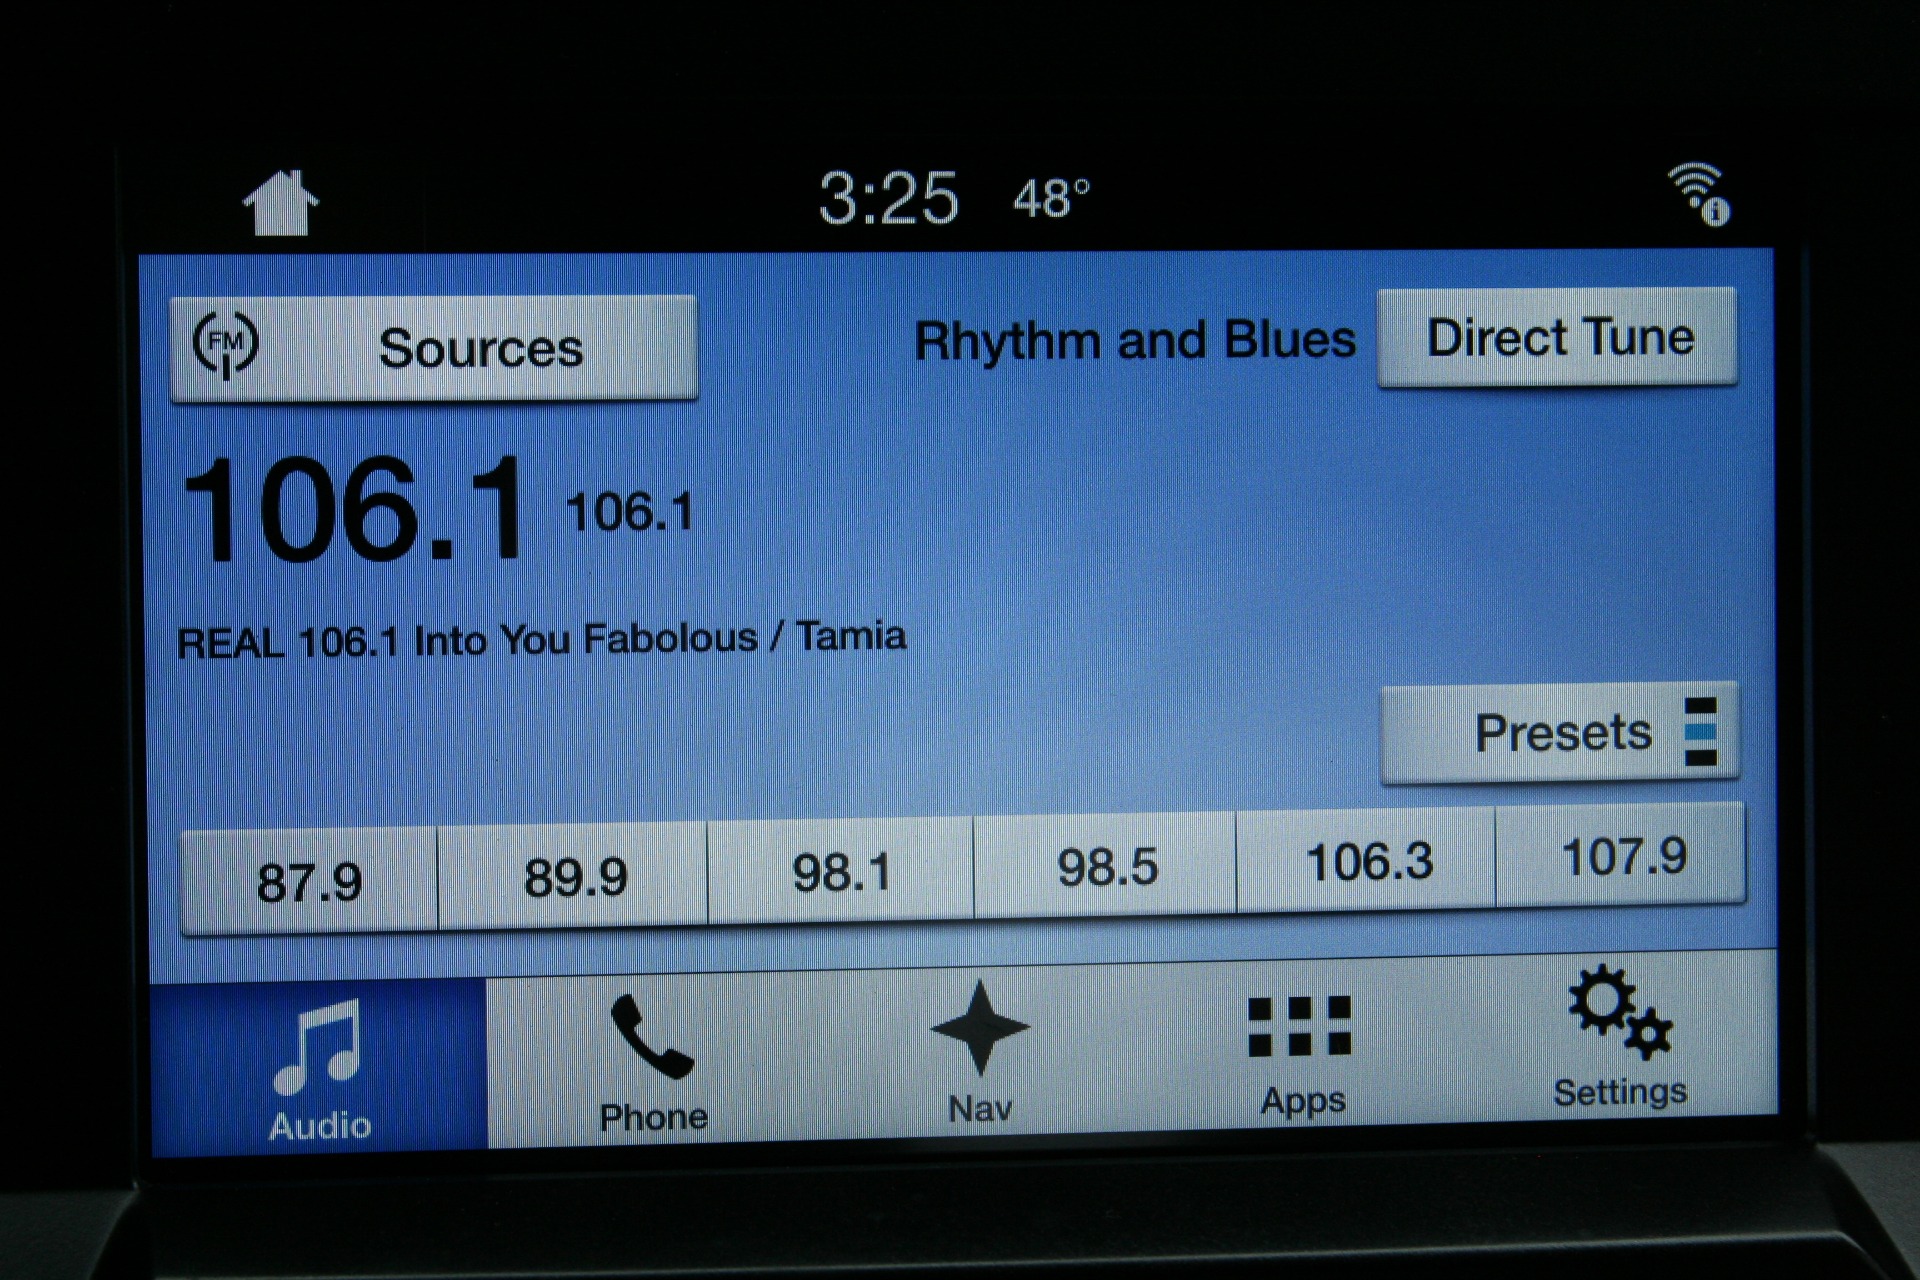 3:25 48°
FM Sources Rhythm and Blues Direct Tune
106.1 106.1
REAL 106.1 Into You Fabolous / Tamia
Presets
87.9 89.9 98.1 98.5 106.3 107.9
Audio Phone Nav Apps Settings